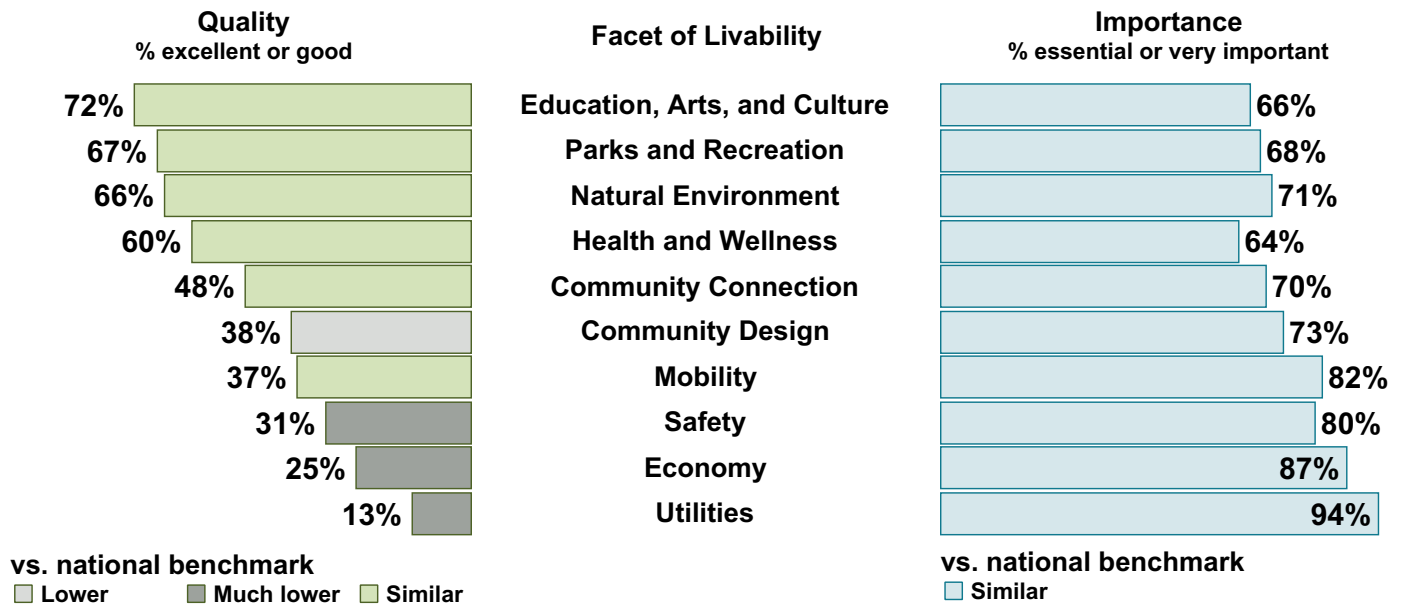 Quality
% excellent or good
Facet of Livability
Importance
% essential or very important
72% Education, Arts, and Culture 66%
67% Parks and Recreation 68%
66% Natural Environment 71%
60% Health and Wellness 64%
48% Community Connection 70%
38% Community Design 73%
37% Mobility 82%
31% Safety 80%
25% Economy 87%
13% Utilities 94%
vs. national benchmark
Lower Much lower Similar
vs. national benchmark
Similar